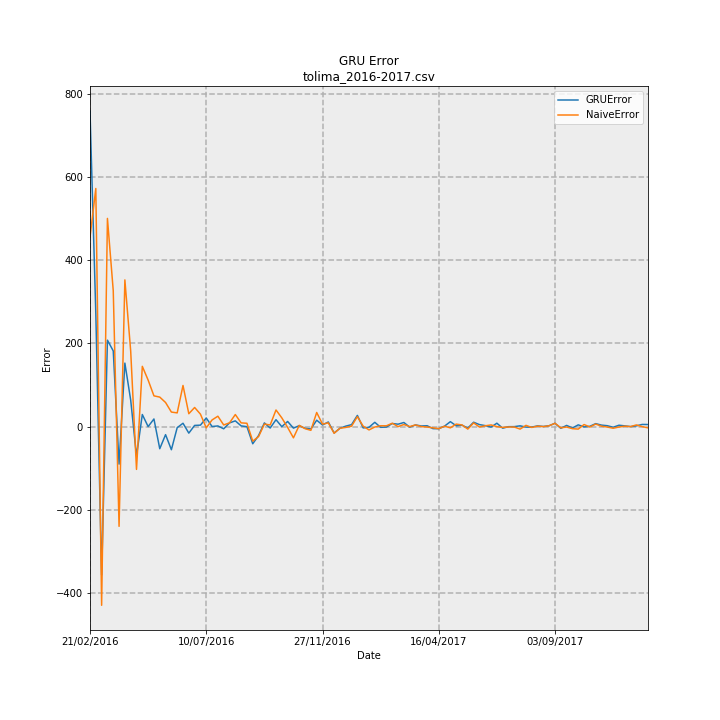 GRU Error
tolima_2016-2017.csv
GRUError
NaiveError
800
600
400
200
0
−200
−400
Error
21/02/2016
10/07/2016
27/11/2016
16/04/2017
03/09/2017
Date